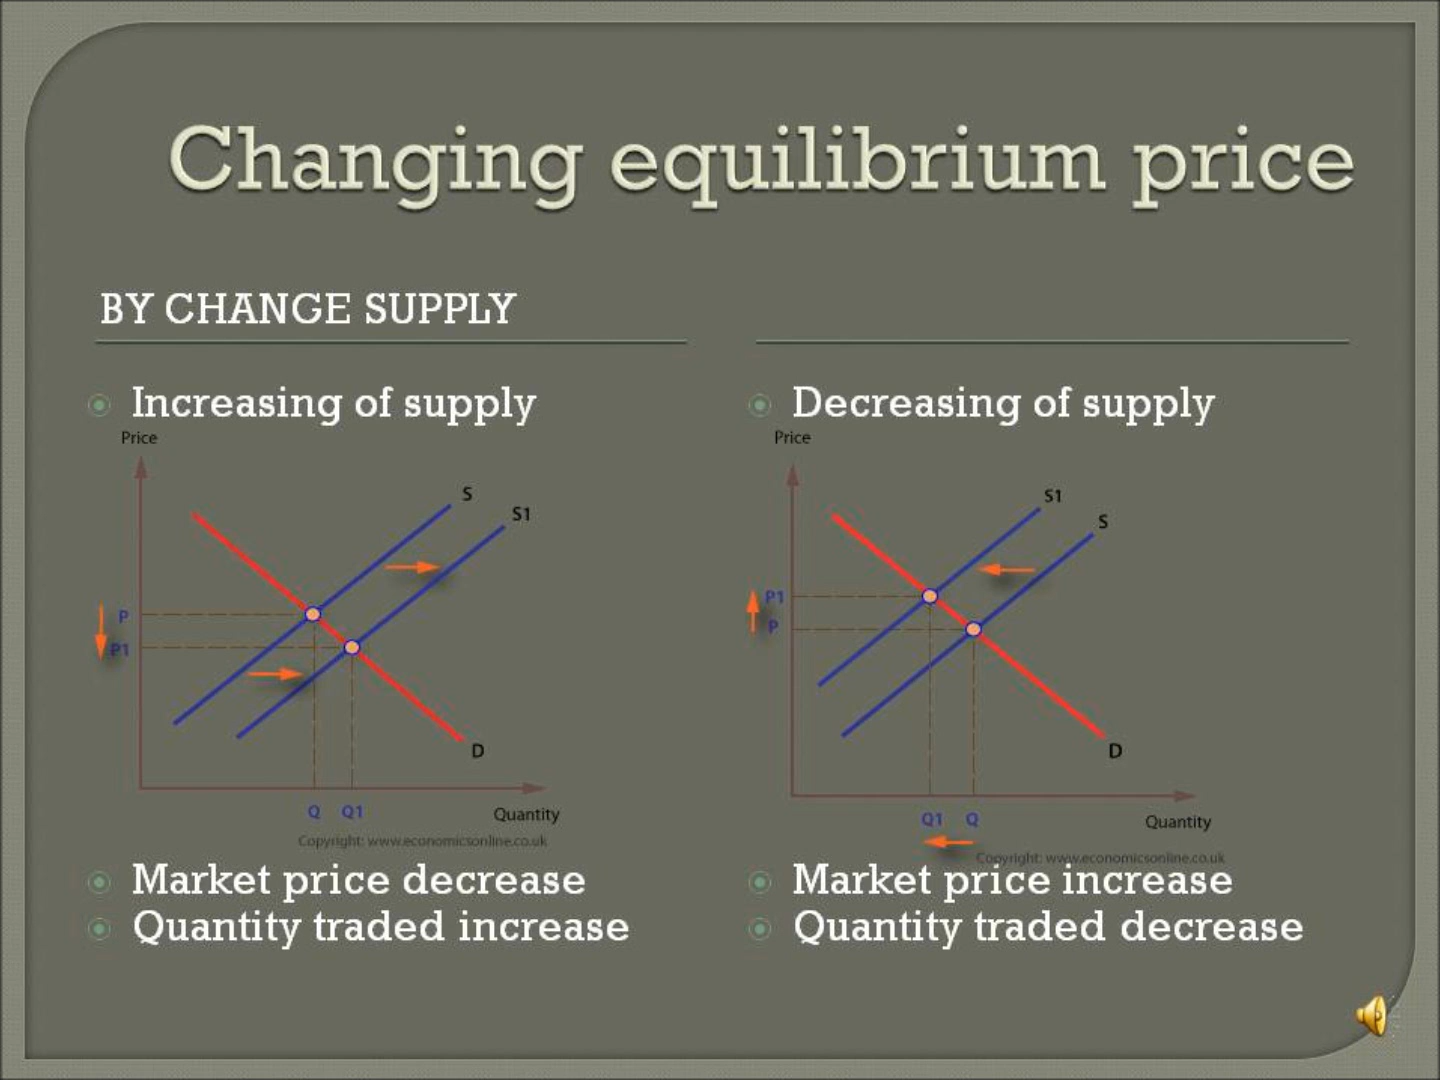 Changing equilibrium price
BY CHANGE SUPPLY
Increasing of supply
Price
S
S1
P
P1
D
Q Q1
Quantity
Copyright: www.economicsonline.co.uk
Market price decrease
Quantity traded increase
Decreasing of supply
Price
S1
S
P1
P
D
Q1 Q
Quantity
Copyright: www.economicsonline.co.uk
Market price increase
Quantity traded decrease